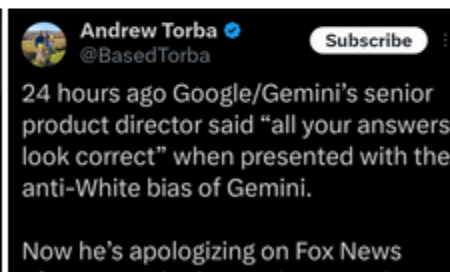 Andrew Torba
@BasedTorba
Subscribe
24 hours ago Google/Gemini's senior
product director said “all your answers
look correct” when presented with the
anti-White bias of Gemini.
Now he's apologizing on Fox News